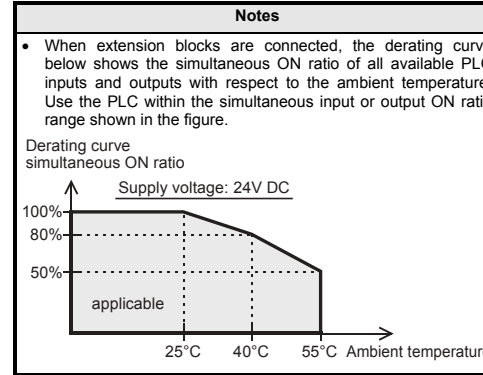 Notes
• When extension blocks are connected, the derating curv
below shows the simultaneous ON ratio of all available PLC
inputs and outputs with respect to the ambient temperature
Use the PLC within the simultaneous input or output ON rati
range shown in the figure.
Derating curve
simultaneous ON ratio
Supply voltage: 24V DC
100%
80%
50%
applicable
25°C 40°C 55°C Ambient temperature